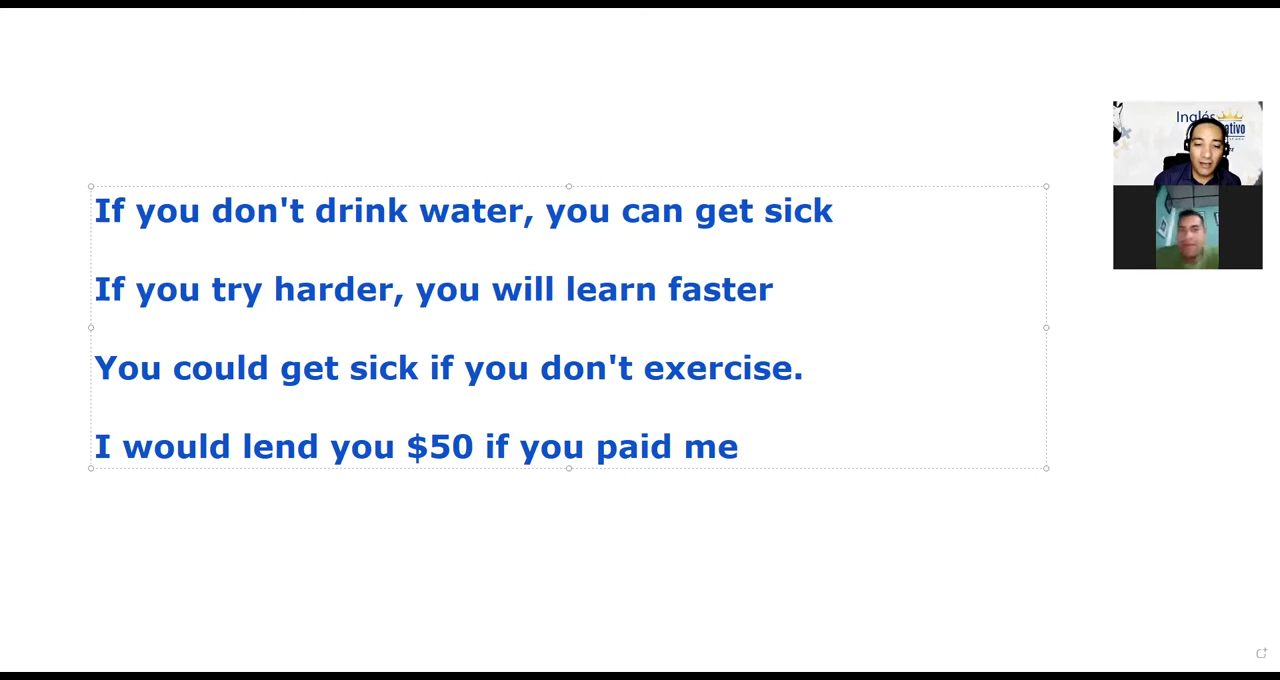 If you don't drink water, you can get sick
If you try harder, you will learn faster
You could get sick if you don't exercise.
I would lend you $50 if you paid me
Inglés